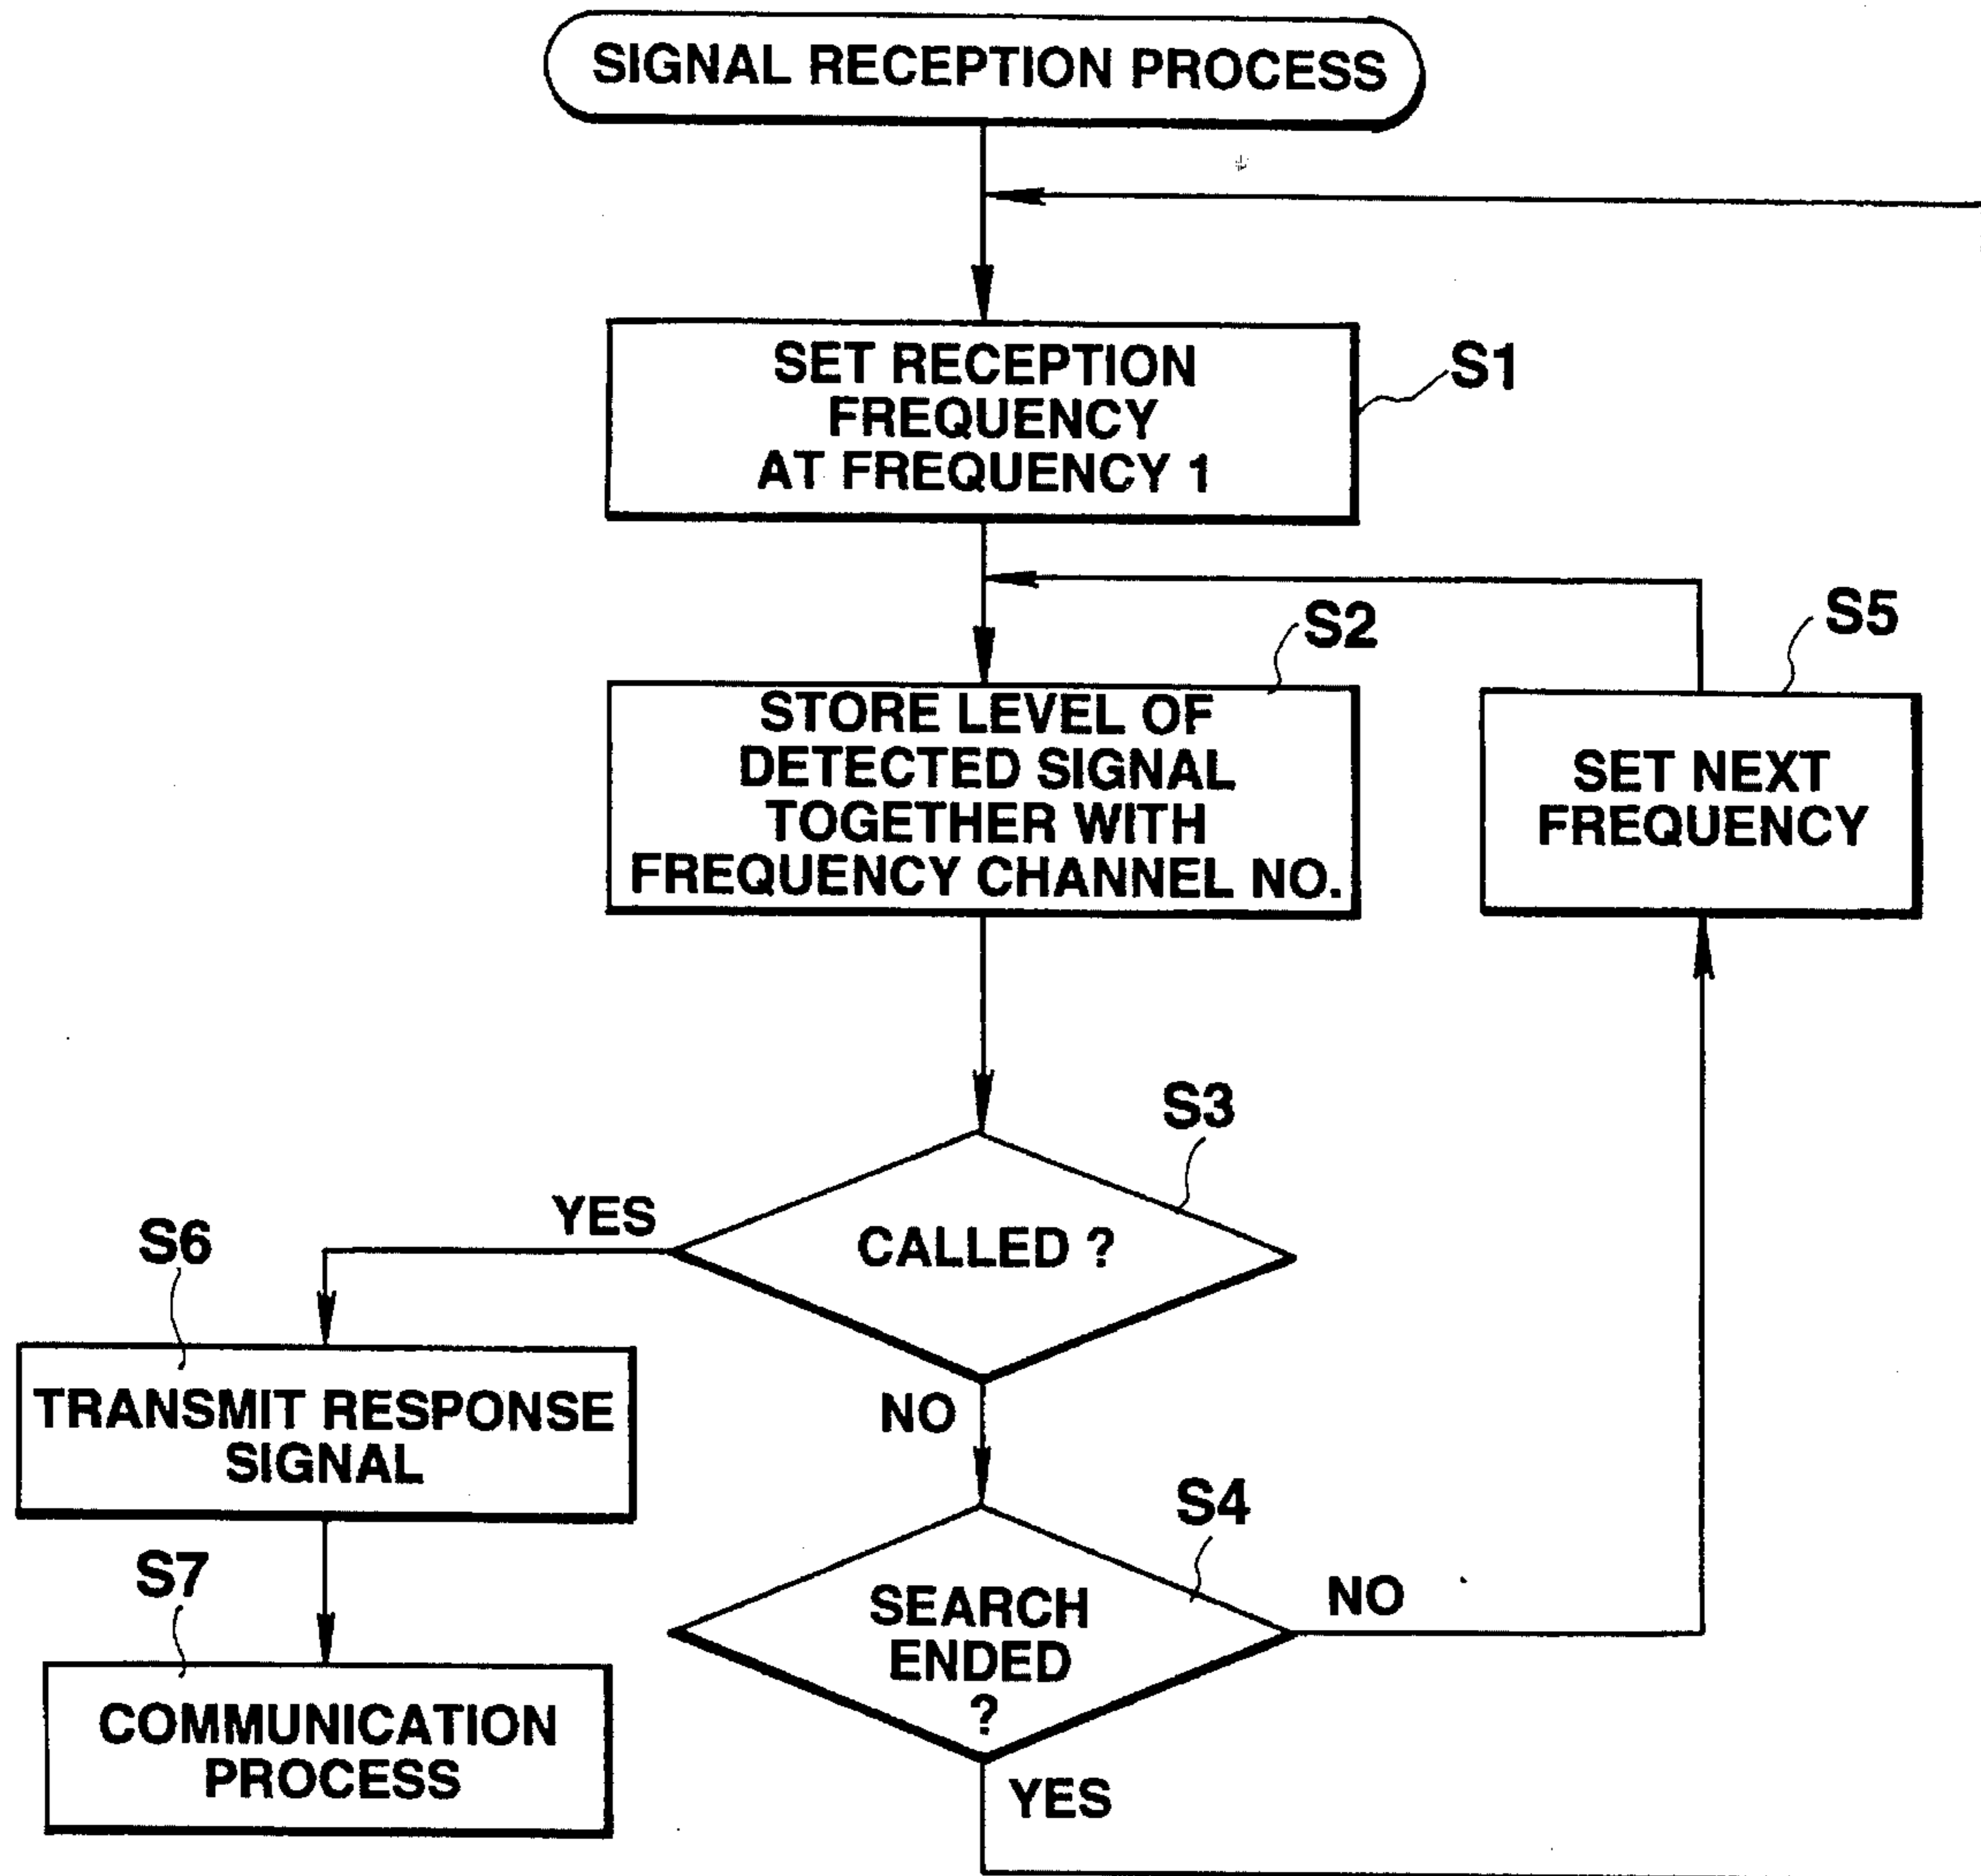 SIGNAL RECEPTION PROCESS
SET RECEPTION
FREQUENCY
AT FREQUENCY 1
S1
S2
STORE LEVEL OF
DETECTED SIGNAL
TOGETHER WITH
FREQUENCY CHANNEL NO.
S5
SET NEXT
FREQUENCY
S3
CALLED ?
YES
NO
S6
TRANSMIT RESPONSE
SIGNAL
S7
COMMUNICATION
PROCESS
S4
SEARCH
ENDED
?
NO
YES